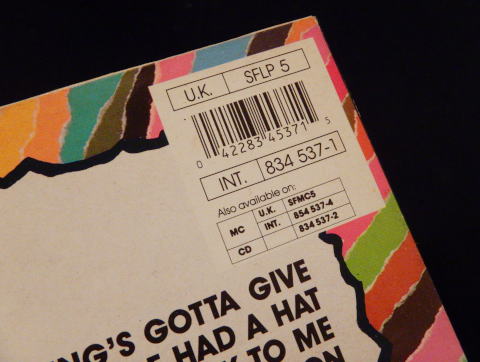 U.K. SFLP 5
0 42283 45371 5
INT. 834 537-1
Also available on:
MC U.K. SFMC5
INT. 854 537-4
CD 834 537-2
ING'S GOTTA GIVE
HAD A HAT
TO ME